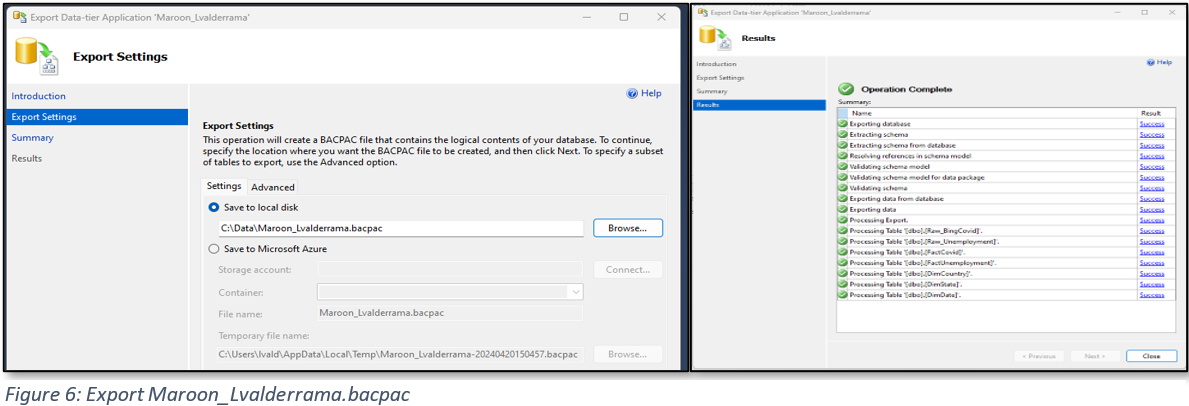 Export Data-tier Application 'Maroon_Lvalderrama'
Export Settings
Introduction
Export Settings
Summary
Results
Help
Export Settings
This operation will create a BACPAC file that contains the logical contents of your database. To continue,
specify the location where you want the BACPAC file to be created, and then click Next. To specify a subset
of tables to export, use the Advanced option.
Settings Advanced
Save to local disk
C:\Data\Maroon_Lvalderrama.bacpac Browse...
Save to Microsoft Azure
Storage account: Connect...
Container:
File name: Maroon_Lvalderrama.bacpac
Temporary file name:
C:\Users\lvald\AppData\Local\Temp\Maroon_Lvalderrama-20240420150457.bacpac Browse...
Export Data-tier Application 'Maroon_Lvalderrama'
Results
Introduction
Export Settings
Summary
Results
Help
Operation Complete
Summary:
Name Result
Exporting database Success
Extracting schema Success
Extracting schema from database Success
Resolving references in schema model Success
Validating schema model Success
Validating schema model for data package Success
Validating schema Success
Exporting data from database Success
Exporting data Success
Processing Export. Success
Processing Table '[dbo].[Raw_BingCovid]'. Success
Processing Table '[dbo].[Raw_Unemployment]'. Success
Processing Table '[dbo].[FactCovid]'. Success
Processing Table '[dbo].[FactUnemployment]'. Success
Processing Table '[dbo].[DimCountry]'. Success
Processing Table '[dbo].[DimState]'. Success
Processing Table '[dbo].[DimDate]'. Success
< Previous Next > Close
Figure 6: Export Maroon_Lvalderrama.bacpac